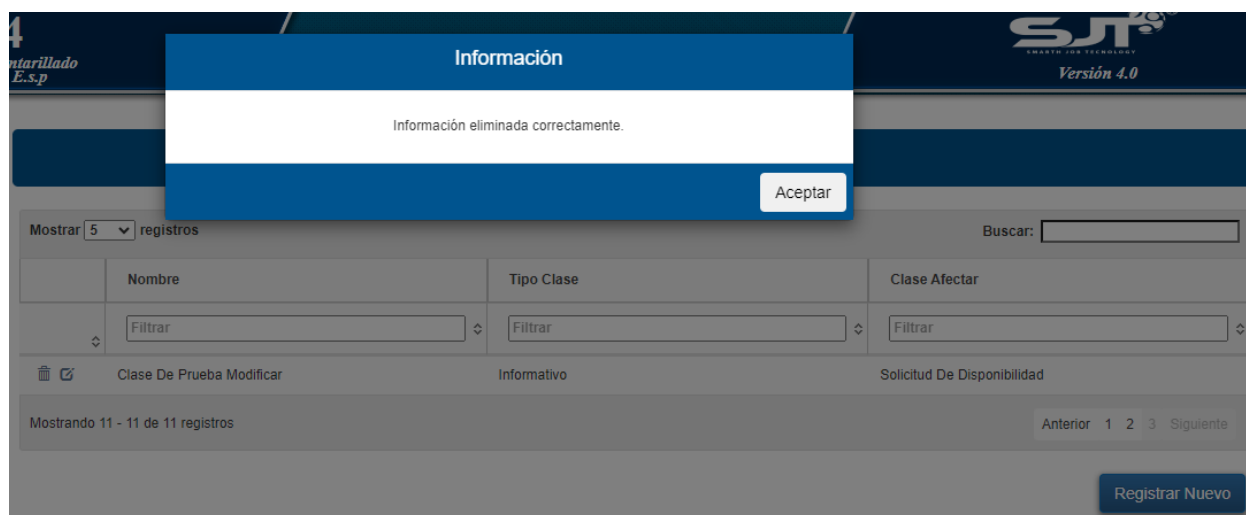 4
ntarillado
E.s.p
SJT
SMARTH JOB TECNOLOGY
Versión 4.0
Información
Información eliminada correctamente.
Aceptar
Mostrar 5 registros
Buscar:
Nombre Tipo Clase Clase Afectar
Filtrar Filtrar Filtrar
Clase De Prueba Modificar Informativo Solicitud De Disponibilidad
Mostrando 11 - 11 de 11 registros
Anterior 1 2 3 Siguiente
Registrar Nuevo